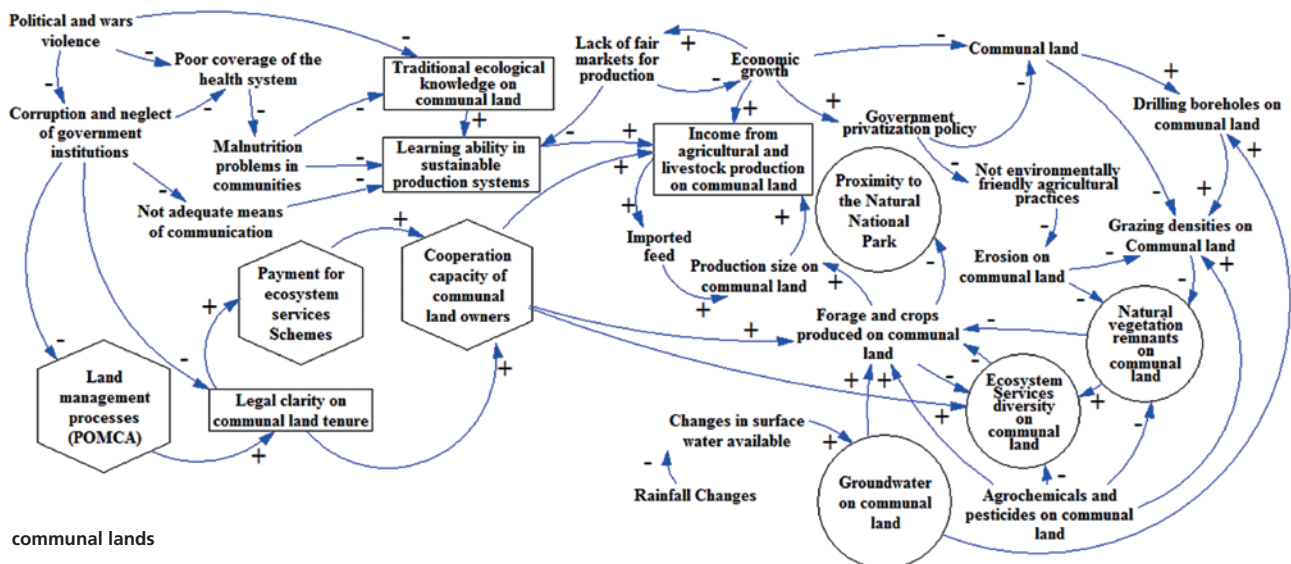 Political and wars
violence
Poor coverage of the
health system
Corruption and neglect
of government
institutions
Malnutrition
problems in
communities
Not adequate means
of communication
Traditional ecological
knowledge on
communal land
Learning ability in
sustainable
production systems
Lack of fair
markets for
production
Economic
growth
Communal land
Drilling boreholes on
communal land
Government
privatization policy
Income from
agricultural and
livestock production
on communal land
Proximity to
the Natural
National
Park
Not environmentally
friendly agricultural
practices
Grazing densities on
Communal land
Erosion on
communal land
Imported
feed
Production size on
communal land
Payment for
ecosystem
services
Schemes
Cooperation
capacity of
communal
land owners
Forage and crops
produced on communal
land
Natural
vegetation
remnants on
communal
land
Ecosystem
Services
diversity
on
communal
land
Land
management
processes
(POMCA)
Legal clarity on
communal land tenure
Changes in surface
water available
Rainfall Changes
Groundwater
on communal
land
Agrochemicals and
pesticides on communal
land
communal lands